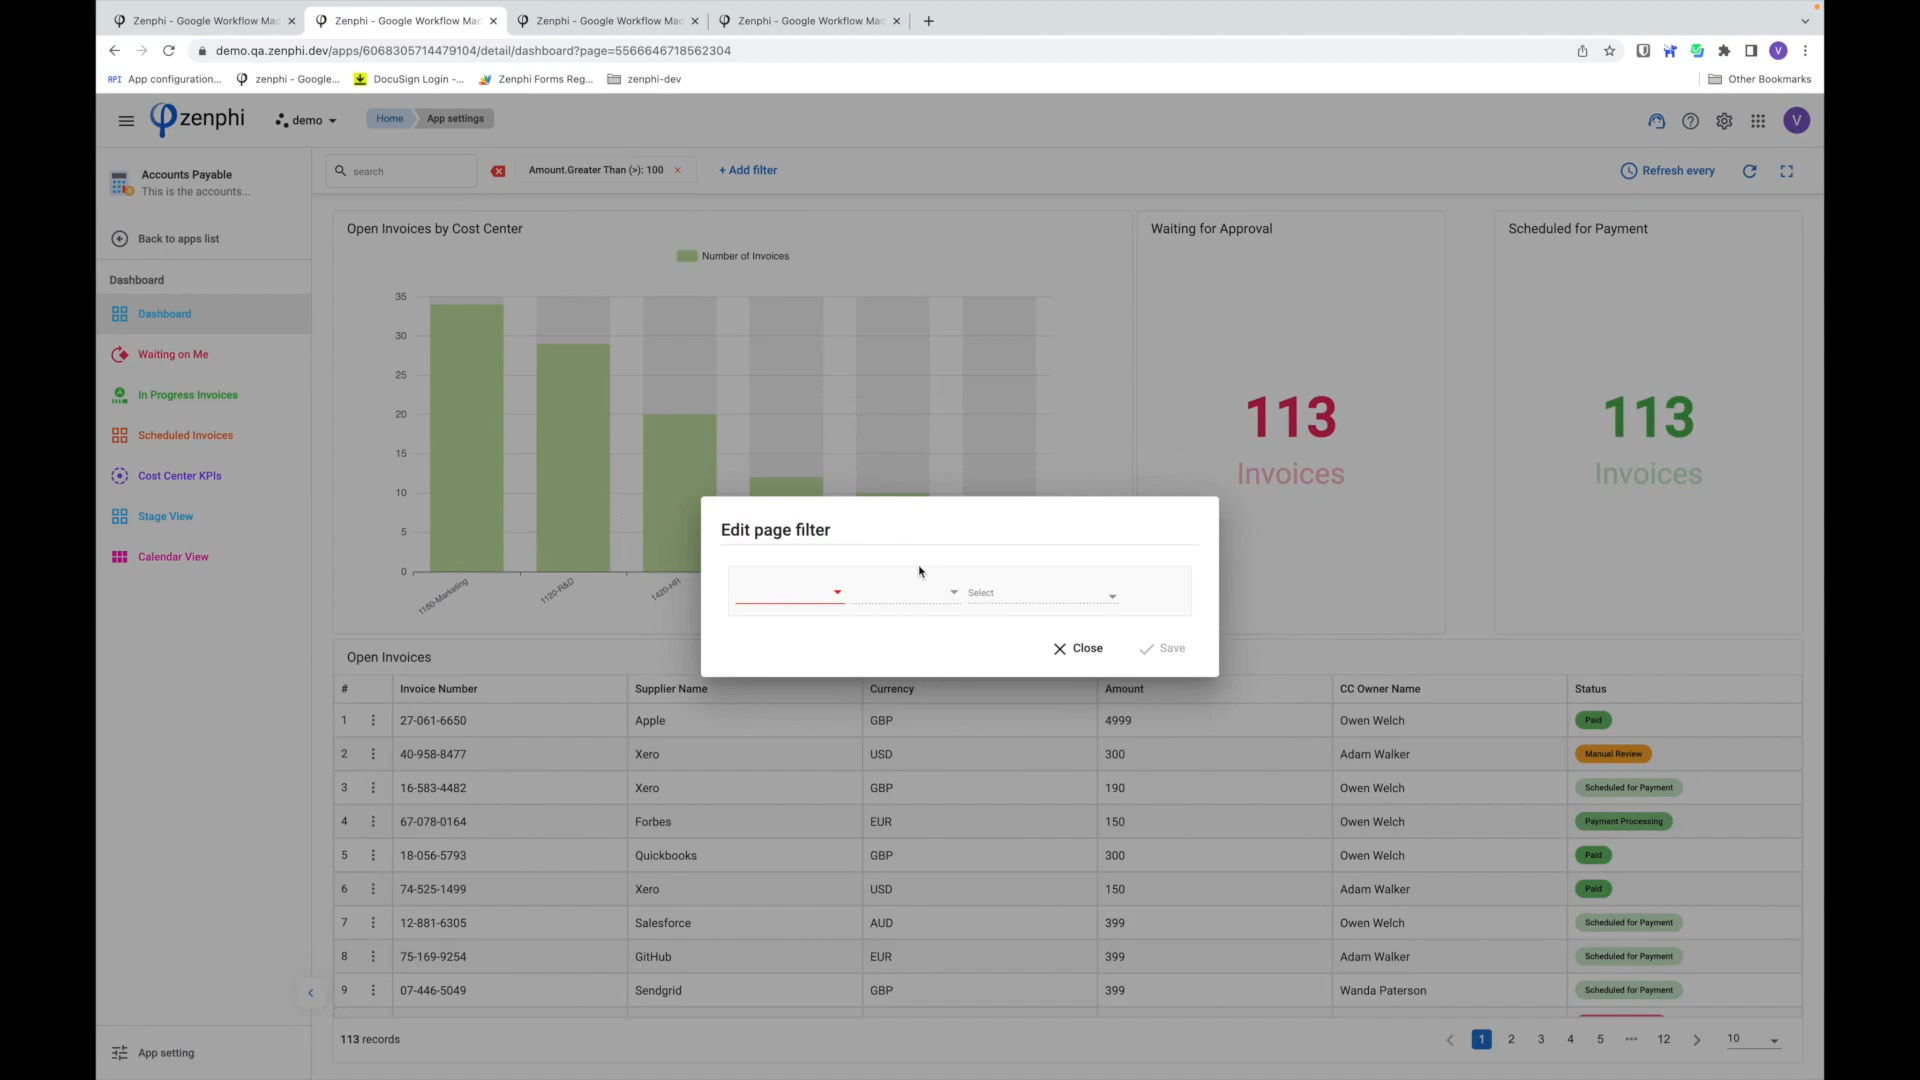 Zenphi - Google Workflow Mac
Zenphi - Google Workflow Mac
Zenphi - Google Workflow Mac
Zenphi - Google Workflow Mac
demo.qa.zenphi.dev/apps/6068305714479104/detail/dashboard?page=5566646718562304
V
API App configuration...
zenphi - Google...
DocuSign Login -...
Zenphi Forms Reg...
zenphi-dev
Other Bookmarks
zenphi
demo
Home
App settings
V
Accounts Payable
This is the accounts...
search
Amount.Greater Than (>): 100
+ Add filter
Refresh every
Back to apps list
Dashboard
Dashboard
Waiting on Me
In Progress Invoices
Scheduled Invoices
Cost Center KPIs
Stage View
Calendar View
App setting
Open Invoices by Cost Center
Number of Invoices
35
30
25
20
15
10
5
0
1180-Marketing
1120-R&D
1420-HR
Waiting for Approval
113
Invoices
Scheduled for Payment
113
Invoices
Edit page filter
Select
Close
Save
Open Invoices
# Invoice Number Supplier Name Currency Amount CC Owner Name Status
1 27-061-6650 Apple GBP 4999 Owen Welch Paid
2 40-958-8477 Xero USD 300 Adam Walker Manual Review
3 16-583-4482 Xero GBP 190 Owen Welch Scheduled for Payment
4 67-078-0164 Forbes EUR 150 Owen Welch Payment Processing
5 18-056-5793 Quickbooks GBP 300 Owen Welch Paid
6 74-525-1499 Xero USD 150 Adam Walker Paid
7 12-881-6305 Salesforce AUD 399 Owen Welch Scheduled for Payment
8 75-169-9254 GitHub EUR 399 Adam Walker Scheduled for Payment
9 07-446-5049 Sendgrid GBP 399 Wanda Paterson Scheduled for Payment
113 records
1 2 3 4 5 ••• 12
10